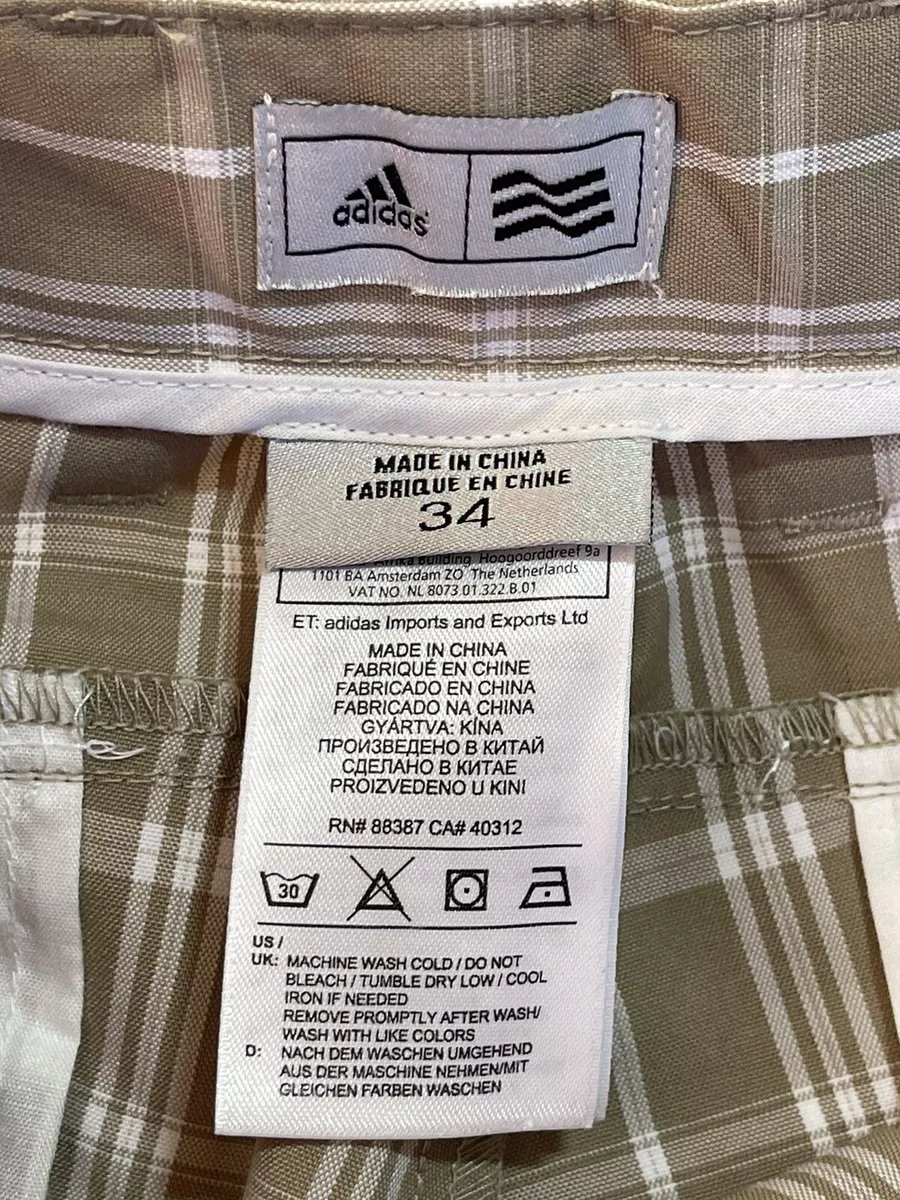 adidas
MADE IN CHINA
FABRIQUE EN CHINE
34
Afrika Building Hoogoorddreef 9a
1101 BA Amsterdam ZO The Netherlands
VAT NO. NL 8073.01.322.B.01
ET: adidas Imports and Exports Ltd
MADE IN CHINA
FABRIQUÉ EN CHINE
FABRICADO EN CHINA
FABRICADO NA CHINA
GYÁRTVA: KÍNA
ПРОИЗВЕДЕНО В КИТАЙ
СДЕЛАНО В КИТАЕ
PROIZVEDENO U KINI
RN# 88387 CA# 40312
30
US /
UK: MACHINE WASH COLD / DO NOT
BLEACH / TUMBLE DRY LOW / COOL
IRON IF NEEDED
REMOVE PROMPTLY AFTER WASH/
WASH WITH LIKE COLORS
D: NACH DEM WASCHEN UMGEHEND
AUS DER MASCHINE NEHMEN/MIT
GLEICHEN FARBEN WASCHEN